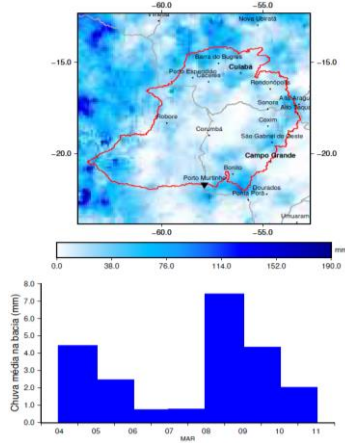 −60.0 −55.0
Nova Ubiratã
−15.0 −15.0
Barra do Bugres
Porto Esperidião Cuiabá
Cáceres
Rondonópolis
Alto Aragu
Sonora Alto Taqu
Robore
Coxim
Corumbá
São Gabriel do Oeste
−20.0 −20.0
Campo Grande
Bonito
Porto Murtinho
Dourados
Ponta Porã
Umuaram
−60.0 −55.0
mm
0.0 38.0 76.0 114.0 152.0 190.0
Chuva média na bacia (mm)
8.0
7.0
6.0
5.0
4.0
3.0
2.0
1.0
0.0
04 05 06 07 08 09 10 11
MAR